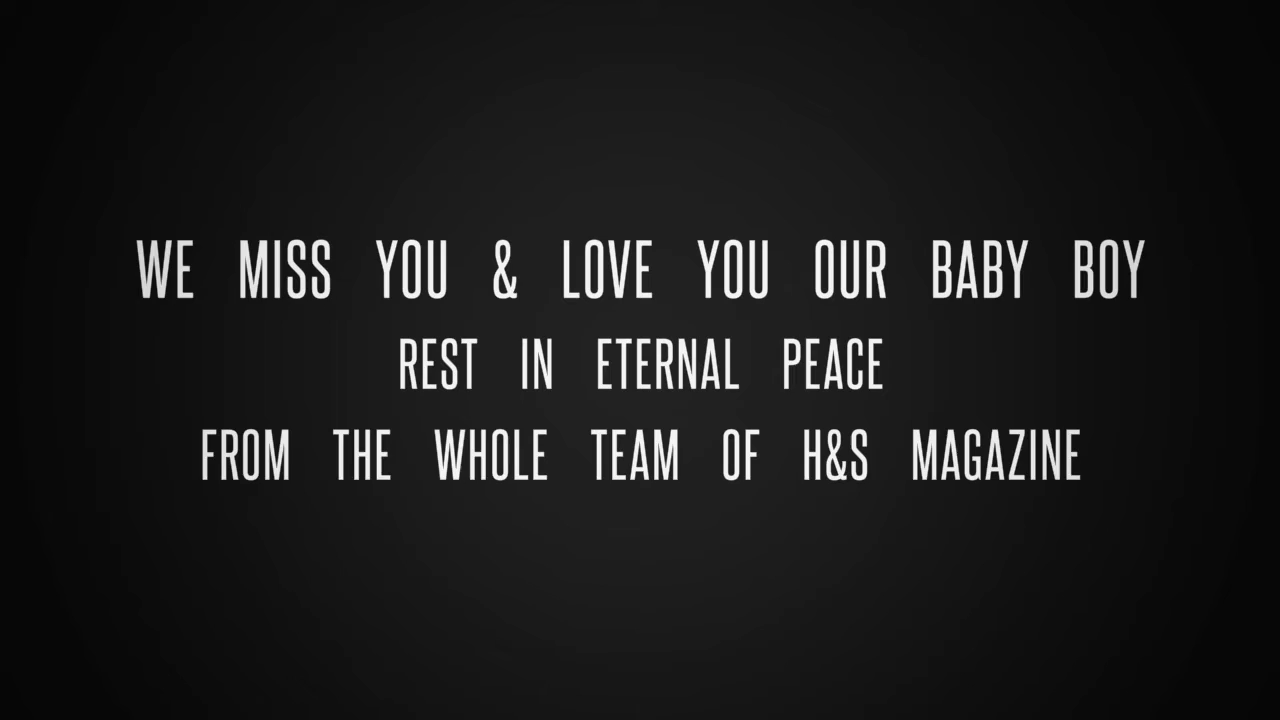 WE MISS YOU & LOVE YOU OUR BABY BOY
REST IN ETERNAL PEACE
FROM THE WHOLE TEAM OF H&S MAGAZINE